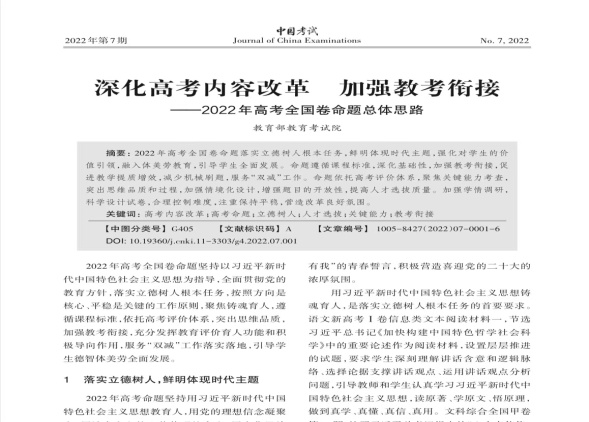 2022年第7期
中国考试
Journal of China Examinations
No. 7, 2022
深化高考内容改革 加强教考衔接
——2022年高考全国卷命题总体思路
教育部教育考试院
摘要:2022年高考全国卷命题落实立德树人根本任务,鲜明体现时代主题,强化对学生的价
值引领,融入体美劳教育,引导学生全面发展。命题遵循课程标准,深化基础性,加强教考衔接,促
进教学提质增效,减少机械刷题,服务“双减”工作。命题依托高考评价体系,聚焦关键能力考查,
突出思维品质和过程,加强情境化设计,增强题目的开放性,提高人才选拔质量。加强学情调研,
科学设计试卷,合理控制难度,注重保持平稳,营造改革良好氛围。
关键词:高考内容改革;高考命题;立德树人;人才选拔;关键能力;教考衔接
【中图分类号】G405 【文献标识码】A 【文章编号】 1005-8427(2022)07-0001-6
DOI: 10.19360/j.cnki.11-3303/g4.2022.07.001
2022年高考全国卷命题坚持以习近平新时
代中国特色社会主义思想为指导,全面贯彻党的
教育方针,落实立德树人根本任务,按照方向是
核心、平稳是关键的工作原则,聚焦铸魂育人,遵
循课程标准,依托高考评价体系,突出思维品质,
加强教考衔接,充分发挥教育评价育人功能和积
极导向作用,服务“双减”工作落实落地,引导学
生德智体美劳全面发展。
1 落实立德树人,鲜明体现时代主题
2022年高考命题坚持用习近平新时代中国
特色社会主义思想教育人,用党的理想信念凝聚
有我”的青春誓言,积极营造喜迎党的二十大的
浓厚氛围。
用习近平新时代中国特色社会主义思想铸
魂育人,是落实立德树人根本任务的首要要求。
语文新高考Ⅰ卷信息类文本阅读材料一,节选
习近平总书记《加快构建中国特色哲学社会科
学》中的重要论述作为阅读材料,设置层层推进
的试题,要求学生深刻理解讲话含意和逻辑脉
络、选择论据支撑讲话观点、运用讲话观点分析
问题,引导教师和学生认真学习习近平新时代中
国特色社会主义思想,读原著、学原文、悟原理,
做到真学、真懂、真信、真用。文科综合全国甲卷